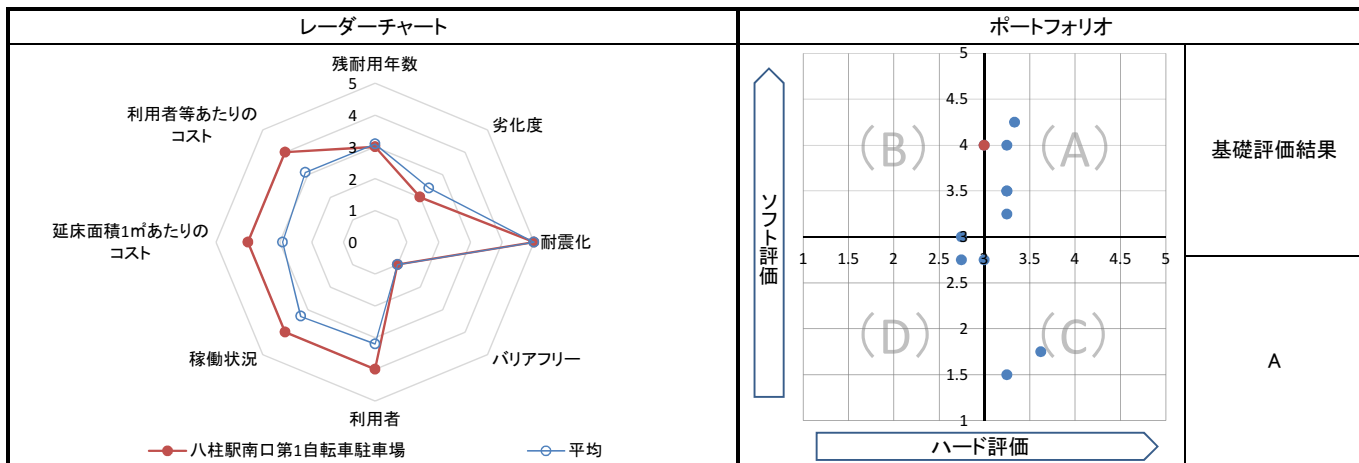 レーダーチャート
残耐用年数
劣化度
耐震化
バリアフリー
利用者
稼働状況
延床面積1㎡あたりの
コスト
利用者等あたりの
コスト
5
4
3
2
1
0
八柱駅南口第1自転車駐車場
平均
ポートフォリオ
ソフト評価
5
4.5
4
3.5
3
2.5
2
1.5
1
1 1.5 2 2.5 3 3.5 4 4.5 5
(B)
(A)
(D)
(C)
ハード評価
基礎評価結果
A